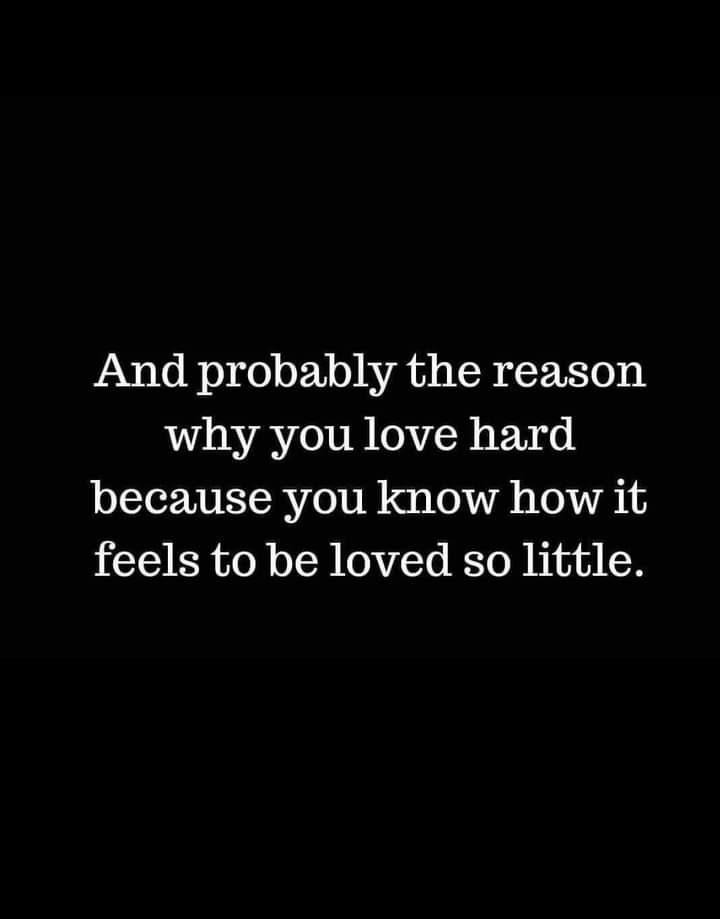 And probably the reason
why you love hard
because you know how it
feels to be loved so little.